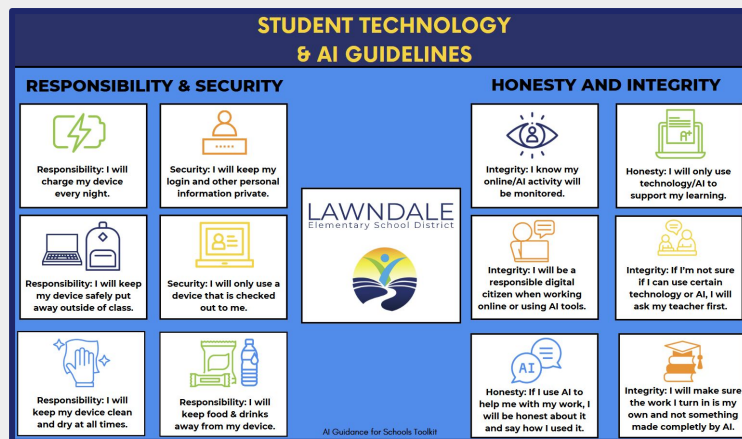 STUDENT TECHNOLOGY
& AI GUIDELINES
RESPONSIBILITY & SECURITY
Responsibility: I will
charge my device
every night.
Security: I will keep my
login and other personal
information private.
Responsibility: I will keep
my device safely put
away outside of class.
Security: I will only use a
device that is checked
out to me.
Responsibility: I will
keep my device clean
and dry at all times.
Responsibility: I will
keep food & drinks
away from my device.
LAWNDALE
Elementary School District
AI Guidance for Schools Toolkit
HONESTY AND INTEGRITY
Integrity: I know my
online/AI activity will
be monitored.
A+
Honesty: I will only use
technology/AI to
support my learning.
Integrity: I will be a
responsible digital
citizen when working
online or using AI tools.
Integrity: If I'm not sure
if I can use certain
technology or AI, I will
ask my teacher first.
AI
Honesty: If I use AI to
help me with my work, I
will be honest about it
and say how I used it.
Integrity: I will make sure
the work I turn in is my
own and not something
made completly by AI.